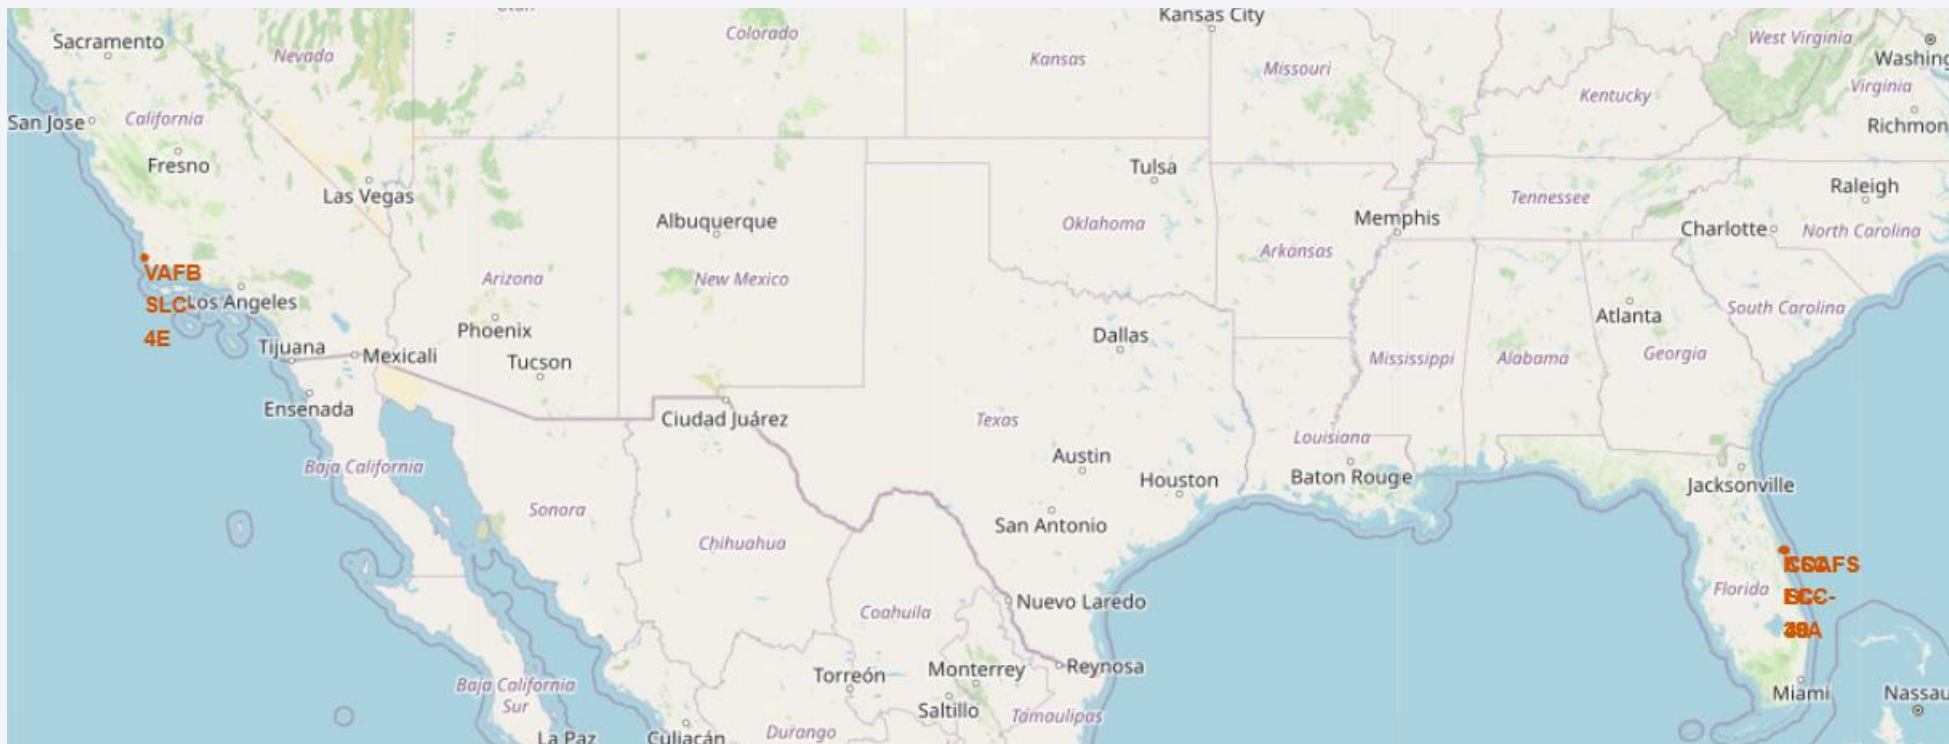 Utah
Kansas City
Sacramento
Nevada
Colorado
Kansas
Missouri
West Virginia
Washing
Kentucky
Virginia
San Jose
California
Richmon
Fresno
Tulsa
Las Vegas
Raleigh
Albuquerque
Memphis
Tennessee
Oklahoma
Charlotte
North Carolina
Arkansas
VAFB
SLC-
4E
Los Angeles
Arizona
New Mexico
South Carolina
Atlanta
Phoenix
Dallas
Tijuana
Mexicali
Tucson
Mississippi
Alabama
Georgia
Ensenada
Ciudad Juárez
Texas
Louisiana
Austin
Baja California
Houston
Baton Rouge
Jacksonville
Sonora
San Antonio
Chihuahua
Florida
Nuevo Laredo
Coahuila
Reynosa
Torreón
Monterrey
Baja California
Sur
Saltillo
Tamaulipas
Miami
Nassau
La Paz
Culiacán
Durango